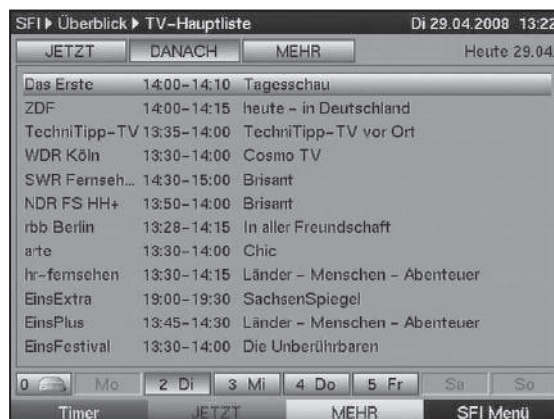 SFI Überblick TV-Hauptliste Di 29.04.2008 13:22
JETZT DANACH MEHR Heute 29.04.
Das Erste 14:00-14:10 Tagesschau
ZDF 14:00-14:15 heute - in Deutschland
TechniTipp-TV 13:35-14:00 TechniTipp-TV vor Ort
WDR Köln 13:30-14:00 Cosmo TV
SWR Fernseh... 14:30-15:00 Brisant
NDR FS HH+ 13:50-14:00 Brisant
rbb Berlin 13:28-14:15 In aller Freundschaft
arte 13:30-14:00 Chic
hr-fernsehen 13:30-14:15 Länder - Menschen - Abenteuer
EinsExtra 19:00-19:30 SachsenSpiegel
EinsPlus 13:45-14:30 Länder - Menschen - Abenteuer
EinsFestival 13:30-14:00 Die Unberührbaren
0 Mo 2 Di 3 Mi 4 Do 5 Fr Sa So
Timer JETZT MEHR SFI Menü